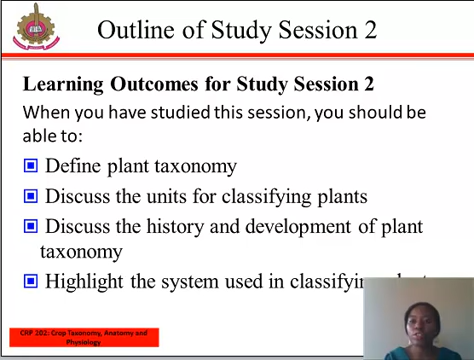 Outline of Study Session 2
Learning Outcomes for Study Session 2
When you have studied this session, you should be
able to:
Define plant taxonomy
Discuss the units for classifying plants
Discuss the history and development of plant
taxonomy
Highlight the system used in
CRP 102: Crop Taxonomy, Anatomy and
Physiology